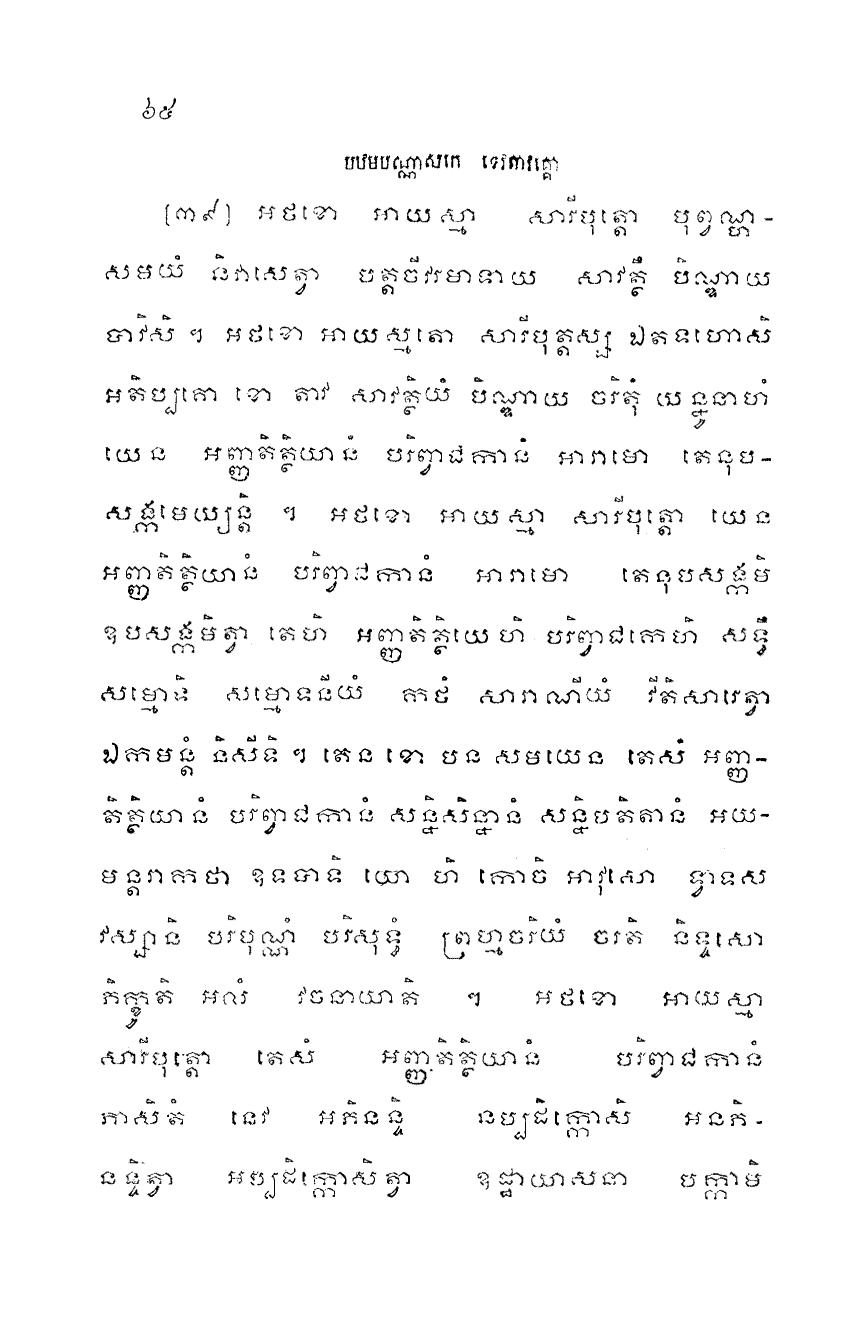 ៦៥
បឋមបណ្ណាសកេ ទេវតាវគ្គោ
[៣៩] អថខោ អាយស្មា សារីបុត្តោ បុព្វណ្ហ-
សមយំ និវាសេត្វា បត្តចីវរមាទាយ សាវត្ថឹ បិណ្ឌាយ
បាវិសិ ។ អថខោ អាយស្មតោ សារីបុត្តស្ស ឯតទហោសិ
អតិប្បគោ ខោ តាវ សាវត្ថិយំ បិណ្ឌាយ ចរិតុំ យន្នូនាហំ
យេន អញ្ញតិត្ថិយានំ បរិព្វាជកានំ អារាមោ តេនុប-
សង្កមេយ្យន្តិ ។ អថខោ អាយស្មា សារីបុត្តោ យេន
អញ្ញតិត្ថិយានំ បរិព្វាជកានំ អារាមោ តេនុបសង្កមិ
ឧបសង្កមិត្វា តេហិ អញ្ញតិត្ថិយេហិ បរិព្វាជកេហិ សទ្ធឹ
សម្មោទិ សម្មោទនីយំ កថំ សារាណីយំ វីតិសារេត្វា
ឯកមន្តំ និសីទិ ។ តេន ខោ បន សមយេន តេសំ អញ្ញ-
តិត្ថិយានំ បរិព្វាជកានំ សន្និសិន្នានំ សន្និបតិតានំ អយ-
មន្តរាកថា ឧទបាទិ យោ ហិ កោចិ អាវុសោ ទ្វាទស
វស្សានិ បរិបុណ្ណំ បរិសុទ្ធំ ព្រហ្មចរិយំ ចរតិ និទ្ទសោ
ភិក្ខូតិ អលំ វចនាយាតិ ។ អថខោ អាយស្មា
សារីបុត្តោ តេសំ អញ្ញតិត្ថិយានំ បរិព្វាជកានំ
ភាសិតំ នេវ អភិនន្ទិ នប្បដិក្កោសិ អនភិ-
នន្ទិត្វា អប្បដិក្កោសិត្វា ឧដ្ឋាយាសនា បក្កាមិ